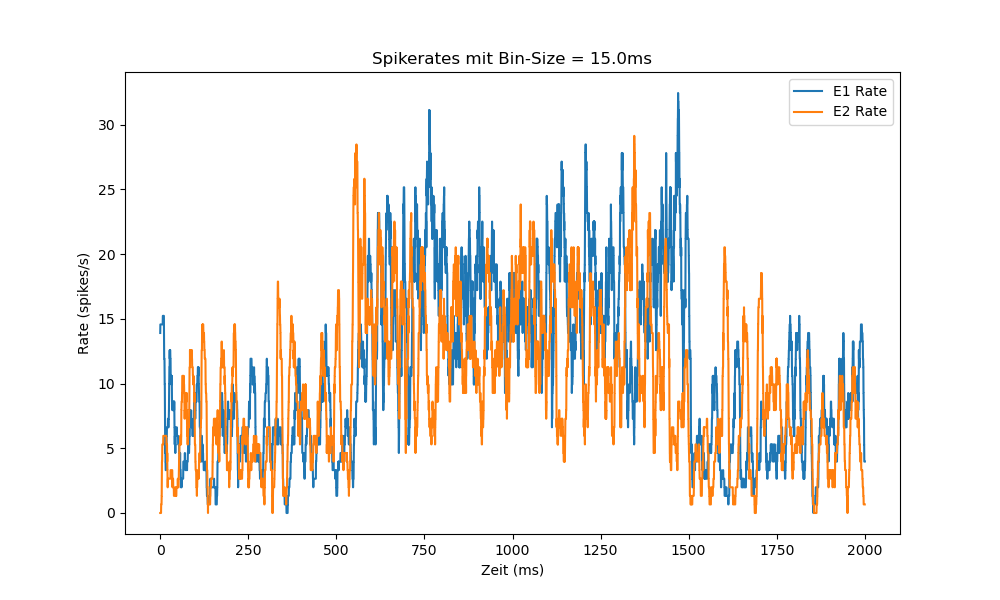 Spikerates mit Bin-Size = 15.0ms
E1 Rate
E2 Rate
Rate (spikes/s)
30
25
20
15
10
5
0
0 250 500 750 1000 1250 1500 1750 2000
Zeit (ms)